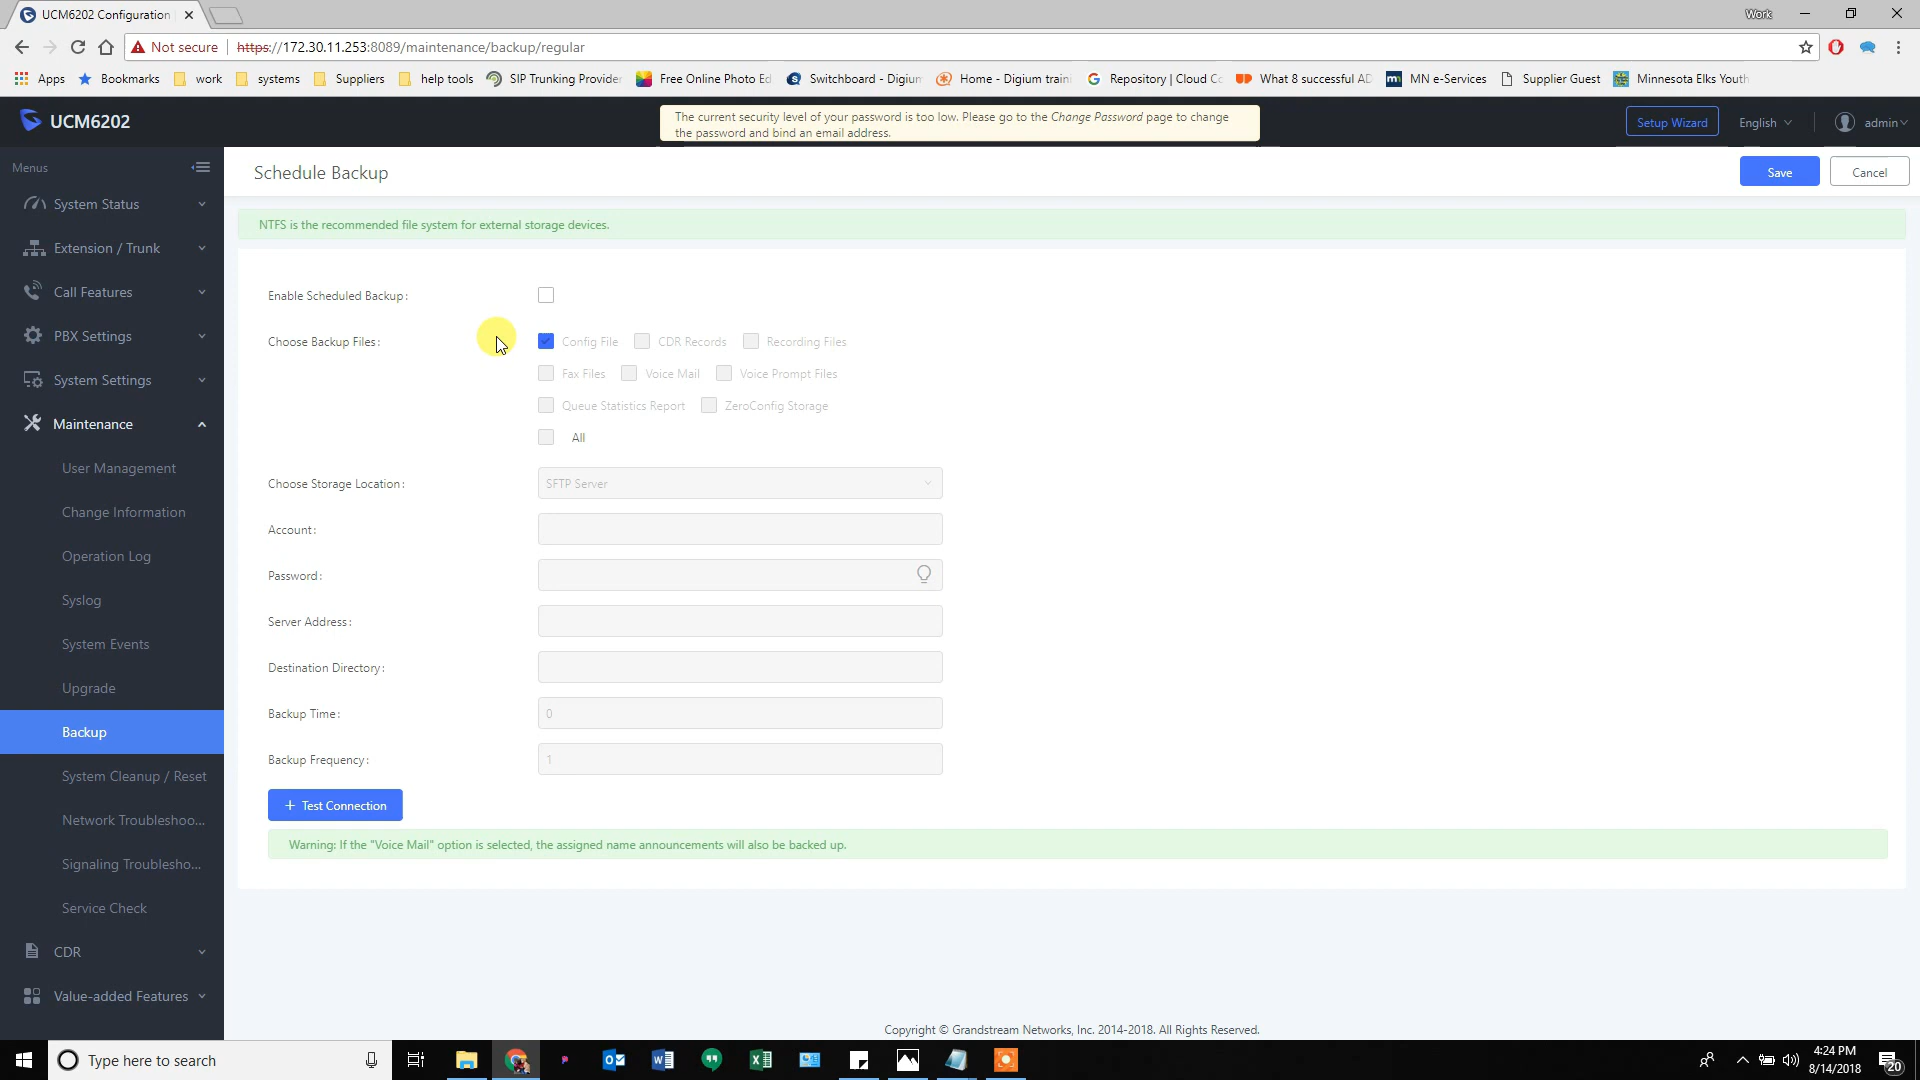 UCM6202 Configuration
Work
Not secure
https://172.30.11.253:8089/maintenance/backup/regular
Apps
Bookmarks
work
systems
Suppliers
help tools
SIP Trunking Provider
Free Online Photo Ed
Switchboard - Digium
Home - Digium train
Repository | Cloud Co
What 8 successful AD
MN e-Services
Supplier Guest
Minnesota Elks Youth
UCM6202
The current security level of your password is too low. Please go to the Change Password page to change
the password and bind an email address.
Setup Wizard
English
admin
Menus
System Status
Extension / Trunk
Call Features
PBX Settings
System Settings
Maintenance
User Management
Change Information
Operation Log
Syslog
System Events
Upgrade
Backup
System Cleanup / Reset
Network Troubleshoo...
Signaling Troublesho...
Service Check
CDR
Value-added Features
Schedule Backup
Save
Cancel
NTFS is the recommended file system for external storage devices.
Enable Scheduled Backup:
Choose Backup Files:
Config File
CDR Records
Recording Files
Fax Files
Voice Mail
Voice Prompt Files
Queue Statistics Report
ZeroConfig Storage
All
Choose Storage Location:
SFTP Server
Account:
Password:
Server Address:
Destination Directory:
Backup Time:
0
Backup Frequency:
1
+ Test Connection
Warning: If the "Voice Mail" option is selected, the assigned name announcements will also be backed up.
Copyright © Grandstream Networks, Inc. 2014-2018. All Rights Reserved.
Type here to search
4:24 PM
8/14/2018
20